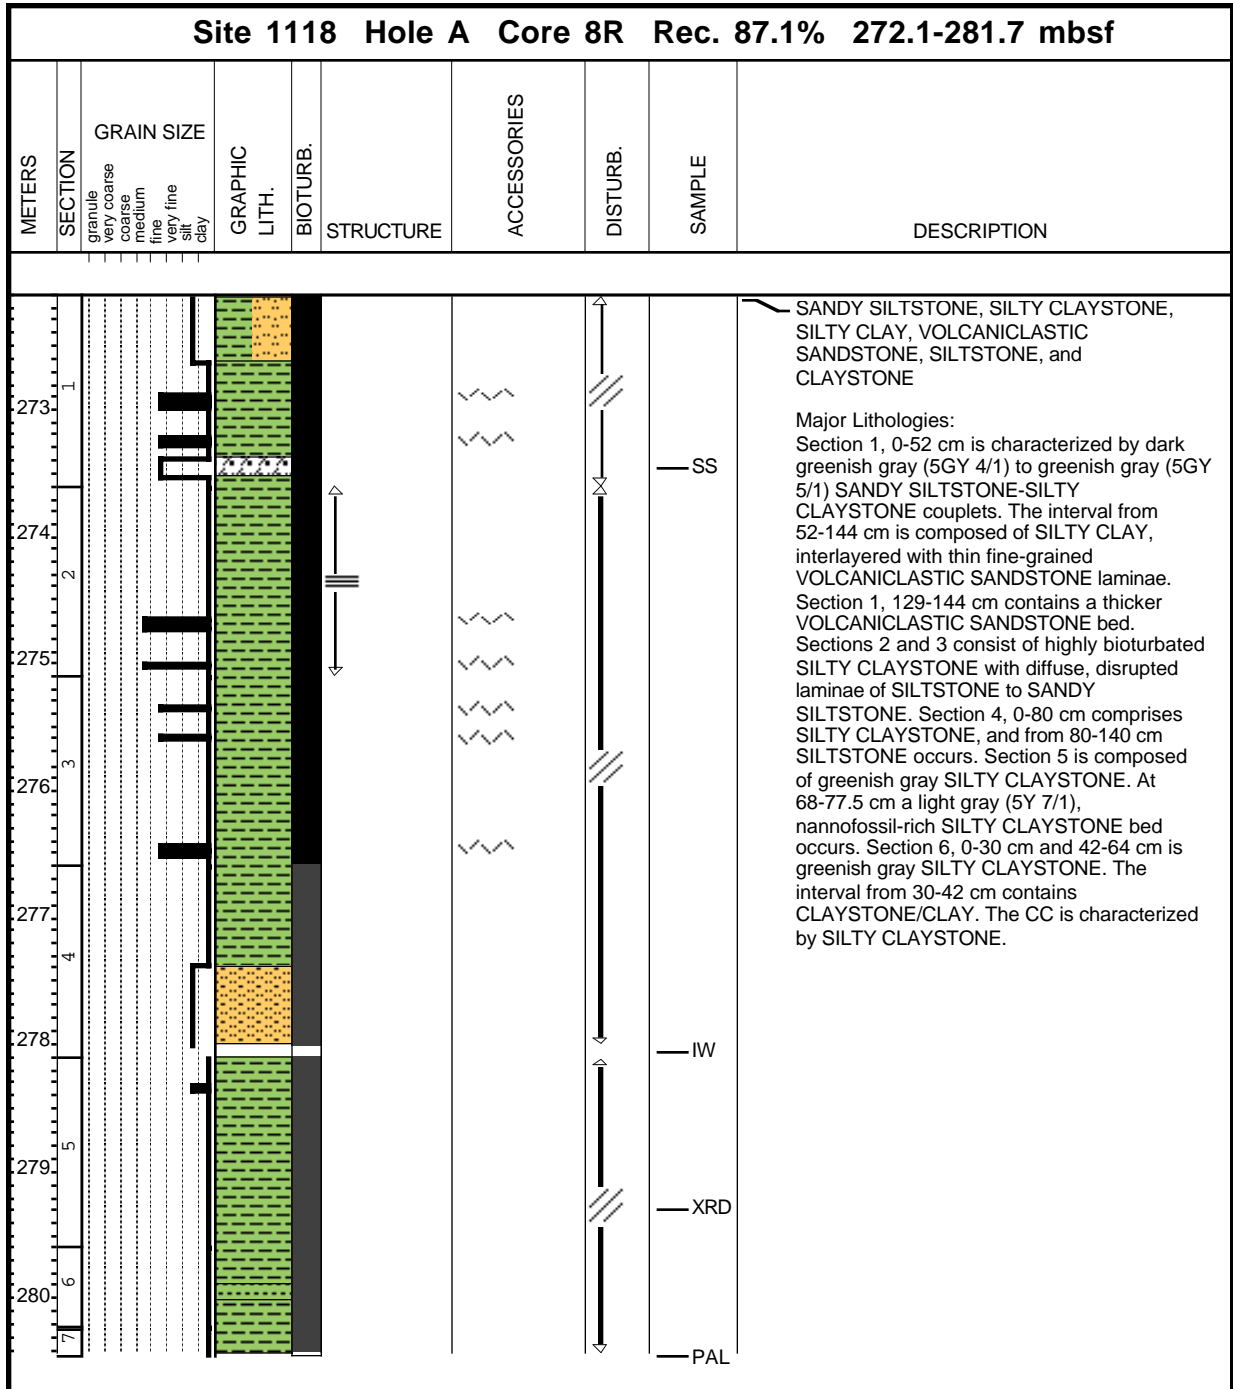 Site 1118 Hole A Core 8R Rec. 87.1% 272.1-281.7 mbsf
METERS
SECTION
GRAIN SIZE
granule
very coarse
coarse
medium
fine
very fine
silt
clay
GRAPHIC
LITH.
BIOTURB.
STRUCTURE
ACCESSORIES
DISTURB.
SAMPLE
DESCRIPTION
273
274
275
276
277
278
279
280
1
2
3
4
5
6
7
SS
IW
XRD
PAL
SANDY SILTSTONE, SILTY CLAYSTONE,
SILTY CLAY, VOLCANICLASTIC
SANDSTONE, SILTSTONE, and
CLAYSTONE
Major Lithologies:
Section 1, 0-52 cm is characterized by dark
greenish gray (5GY 4/1) to greenish gray (5GY
5/1) SANDY SILTSTONE-SILTY
CLAYSTONE couplets. The interval from
52-144 cm is composed of SILTY CLAY,
interlayered with thin fine-grained
VOLCANICLASTIC SANDSTONE laminae.
Section 1, 129-144 cm contains a thicker
VOLCANICLASTIC SANDSTONE bed.
Sections 2 and 3 consist of highly bioturbated
SILTY CLAYSTONE with diffuse, disrupted
laminae of SILTSTONE to SANDY
SILTSTONE. Section 4, 0-80 cm comprises
SILTY CLAYSTONE, and from 80-140 cm
SILTSTONE occurs. Section 5 is composed
of greenish gray SILTY CLAYSTONE. At
68-77.5 cm a light gray (5Y 7/1),
nannofossil-rich SILTY CLAYSTONE bed
occurs. Section 6, 0-30 cm and 42-64 cm is
greenish gray SILTY CLAYSTONE. The
interval from 30-42 cm contains
CLAYSTONE/CLAY. The CC is characterized
by SILTY CLAYSTONE.